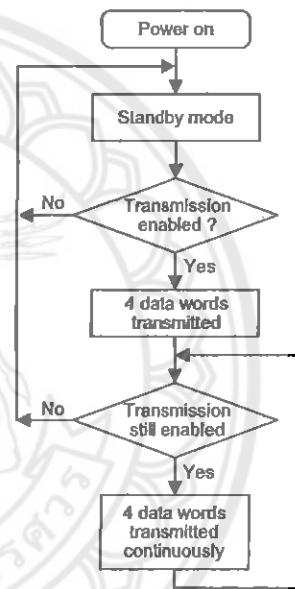 Power on
Standby mode
Transmission
enabled ?
No
Yes
4 data words
transmitted
Transmission
still enabled
No
Yes
4 data words
transmitted
continuously